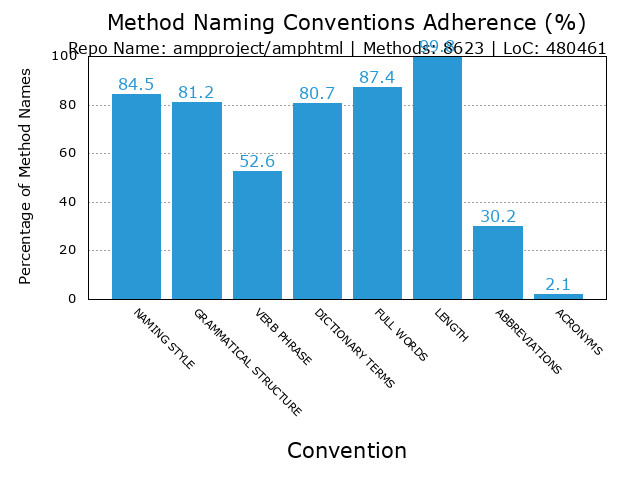 Method Naming Conventions Adherence (%)
Repo Name: ampproject/amphtml | Methods: 8623 | LoC: 480461
Percentage of Method Names
100
80
60
40
20
0
84.5
81.2
52.6
80.7
87.4
30.2
2.1
NAMING STYLE
GRAMMATICAL STRUCTURE
VERB PHRASE
DICTIONARY TERMS
FULL WORDS
LENGTH
ABBREVIATIONS
ACRONYMS
Convention